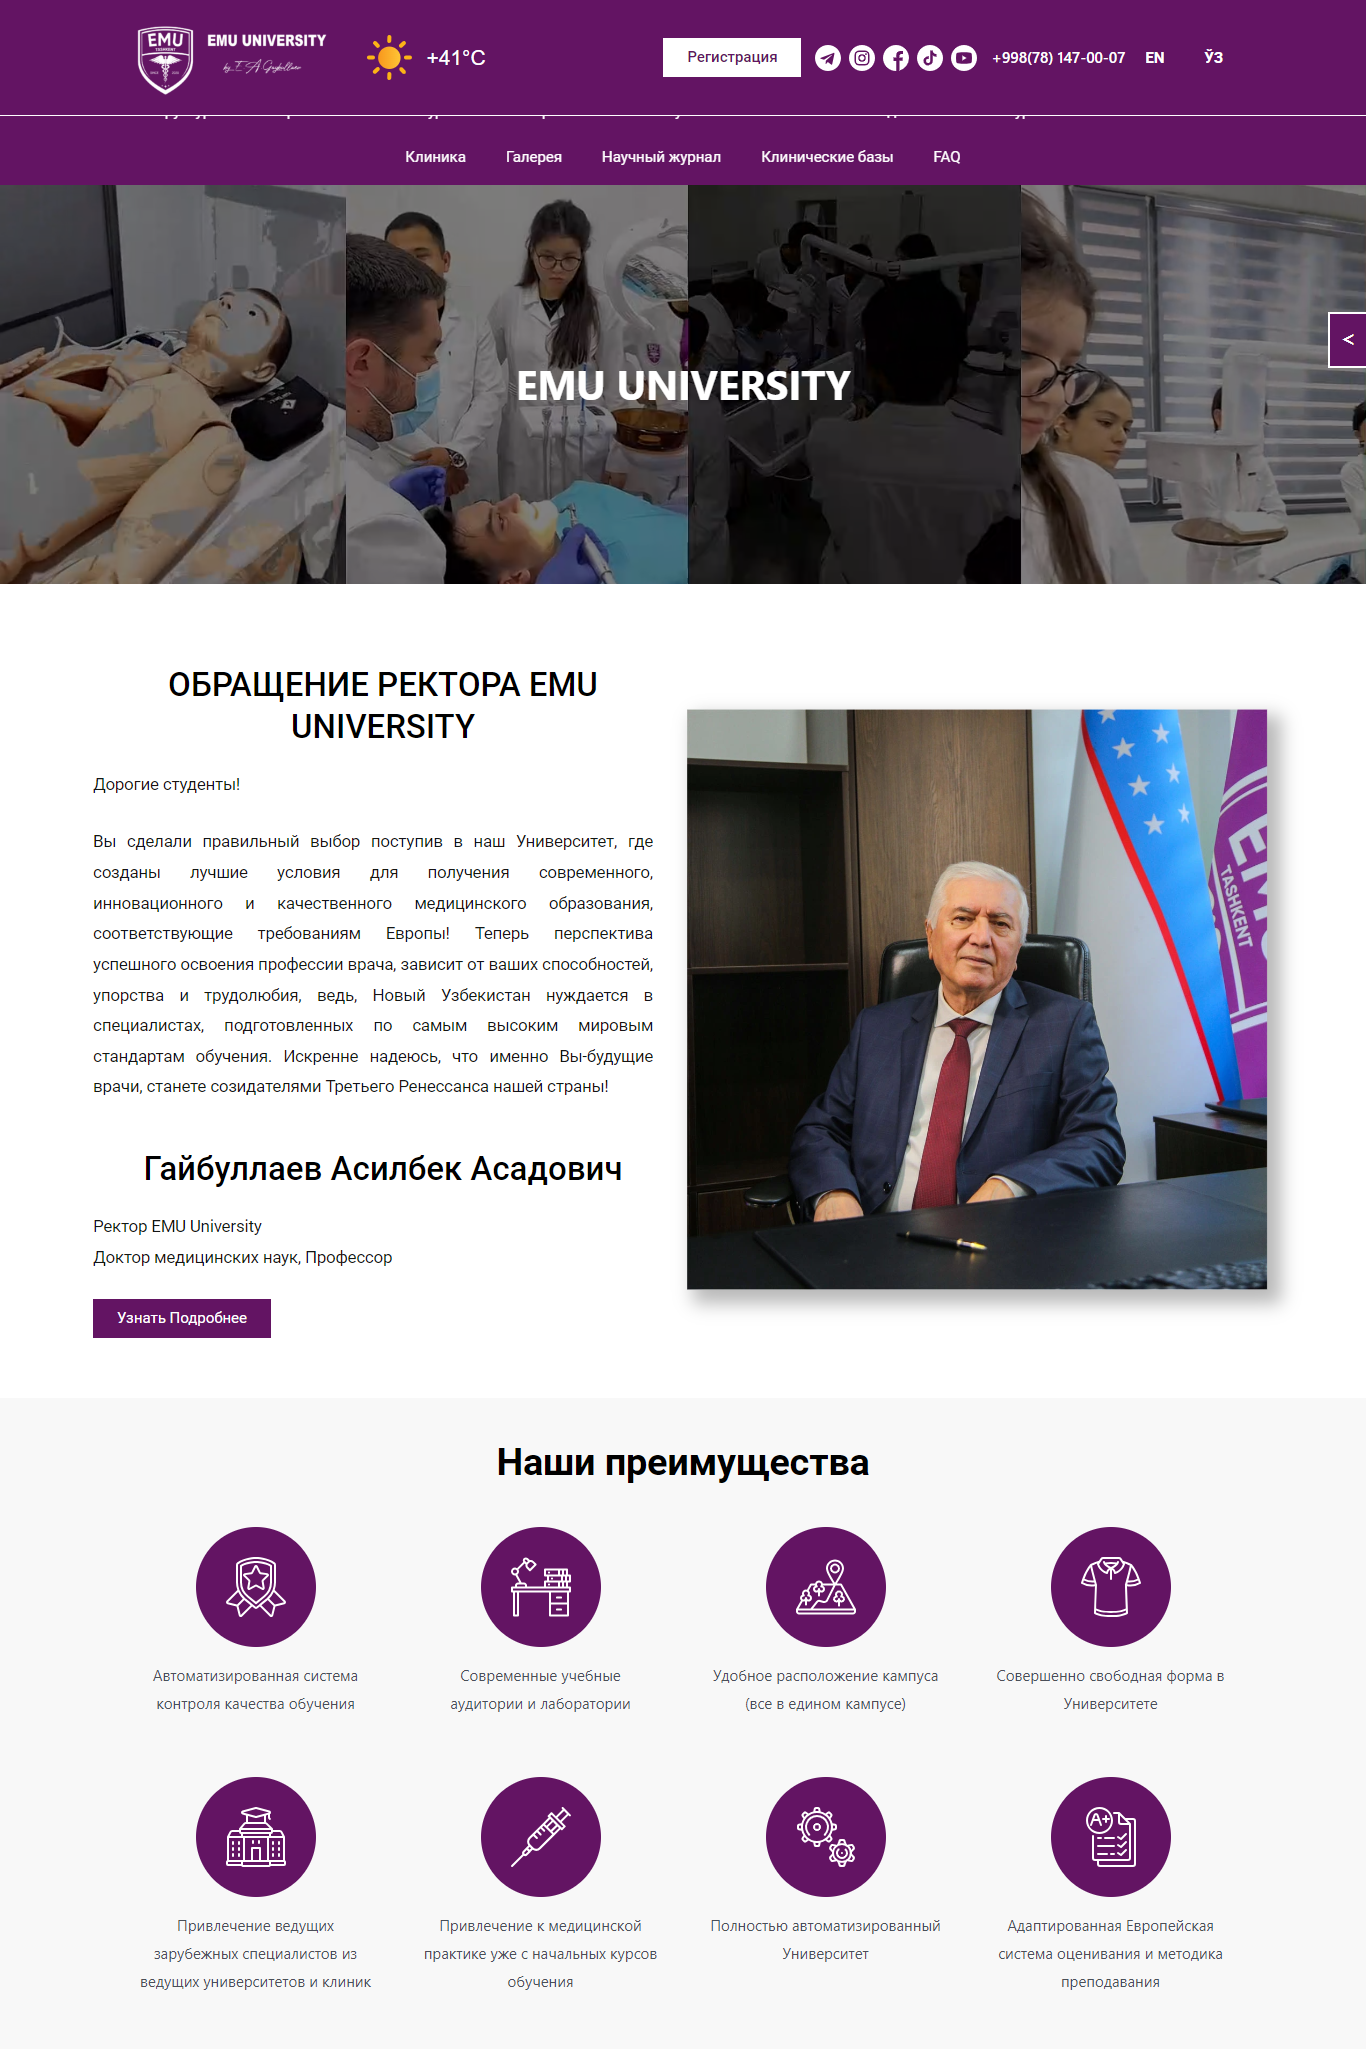 EMU
TASHKENT
EMU UNIVERSITY
+41°C
Регистрация
+998(78) 147-00-07
EN
ЎЗ
Клиника
Галерея
Научный журнал
Клинические базы
FAQ
EMU UNIVERSITY
<
ОБРАЩЕНИЕ РЕКТОРА EMU
UNIVERSITY
Дорогие студенты!
Вы сделали правильный выбор поступив в наш Университет, где
созданы лучшие условия для получения современного,
инновационного и качественного медицинского образования,
соответствующие требованиям Европы! Теперь перспектива
успешного освоения профессии врача, зависит от ваших способностей,
упорства и трудолюбия, ведь, Новый Узбекистан нуждается в
специалистах, подготовленных по самым высоким мировым
стандартам обучения. Искренне надеюсь, что именно Вы-будущие
врачи, станете созидателями Третьего Ренессанса нашей страны!
TASHKENT
Гайбуллаев Асилбек Асадович
Ректор EMU University
Доктор медицинских наук, Профессор
Узнать Подробнее
Наши преимущества
Автоматизированная система
контроля качества обучения
Современные учебные
аудитории и лаборатории
Удобное расположение кампуса
(все в едином кампусе)
Совершенно свободная форма в
Университете
A+
Привлечение ведущих
зарубежных специалистов из
ведущих университетов и клиник
Привлечение к медицинской
практике уже с начальных курсов
обучения
Полностью автоматизированный
Университет
Адаптированная Европейская
система оценивания и методика
преподавания